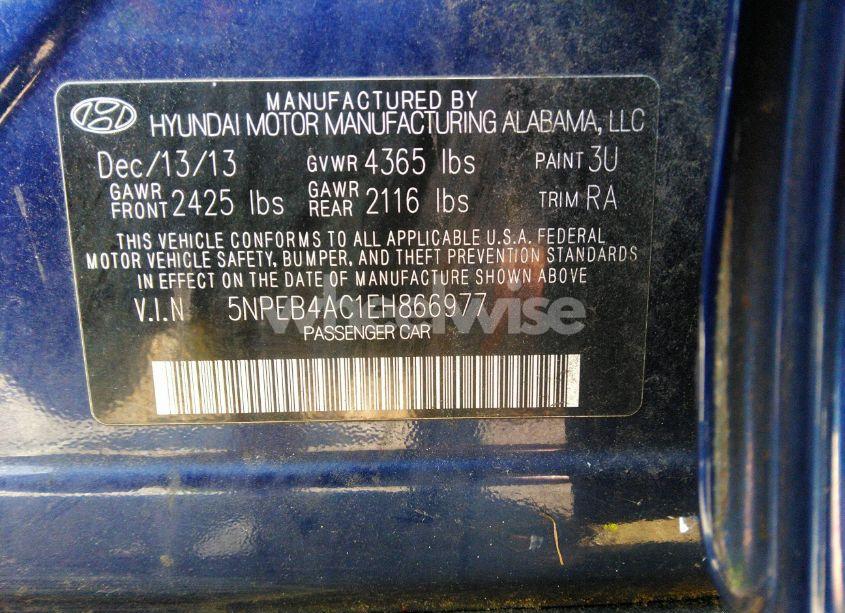 MANUFACTURED BY
HYUNDAI MOTOR MANUFACTURING ALABAMA, LLC
Dec/13/13 GVWR 4365 lbs PAINT 3U
GAWR FRONT 2425 lbs GAWR REAR 2116 lbs TRIM RA
THIS VEHICLE CONFORMS TO ALL APPLICABLE U.S.A. FEDERAL
MOTOR VEHICLE SAFETY, BUMPER, AND THEFT PREVENTION STANDARDS
IN EFFECT ON THE DATE OF MANUFACTURE SHOWN ABOVE.
V.I.N 5NPEB4AC1EH866977
wheelwise
PASSENGER CAR